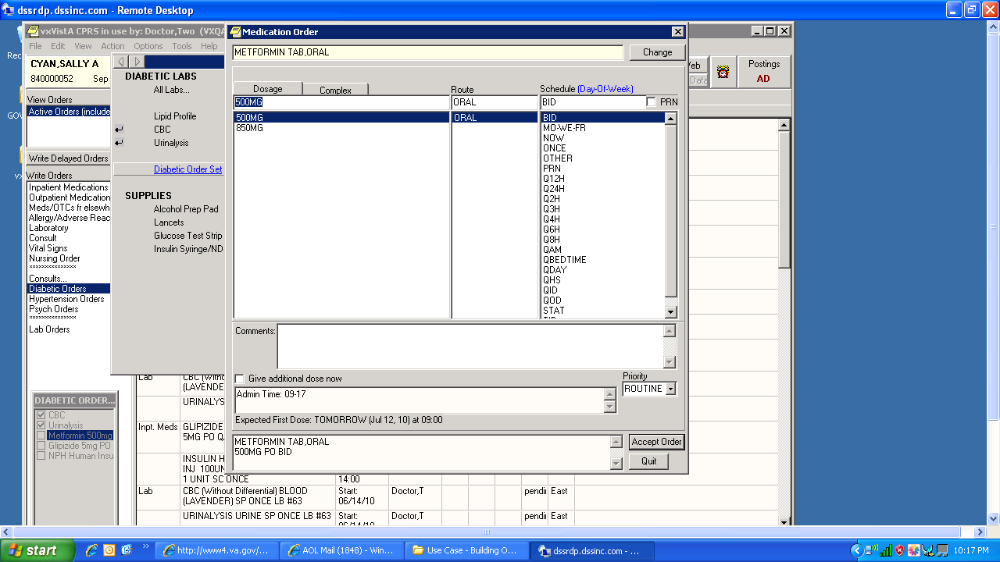 dssrdp.dssinc.com - Remote Desktop
vxVistA CPRS in use by: Doctor,Two (VXQA
File Edit View Action Options Tools Help
CYAN,SALLY A
840000052 Sep
View Orders
Active Orders (include
Write Delayed Orders
Write Orders
Inpatient Medications
Outpatient Medication
Meds/OTCs fr elsewh
Allergy/Adverse Reac
Laboratory
Consult
Vital Signs
Nursing Order
Consults...
Diabetic Orders
Hypertension Orders
Psych Orders
Lab Orders
DIABETIC LABS
All Labs...
Lipid Profile
CBC
Urinalysis
Diabetic Order Set
SUPPLIES
Alcohol Prep Pad
Lancets
Glucose Test Strip
Insulin Syringe/ND
Medication Order
METFORMIN TAB,ORAL
Change
Dosage
Complex
Route
Schedule (Day-Of-Week)
500MG
ORAL
BID
PRN
500MG
850MG
ORAL
BID
MO-WE-FR
NOW
ONCE
OTHER
PRN
Q12H
Q24H
Q2H
Q3H
Q4H
Q6H
Q8H
QAM
QBEDTIME
QDAY
QHS
QID
QOD
STAT
Comments:
Give additional dose now
Priority
ROUTINE
Admin Time: 09-17
Expected First Dose: TOMORROW (Jul 12, 10) at 09:00
METFORMIN TAB,ORAL
500MG PO BID
Accept Order
Quit
Postings
AD
Data
DIABETIC ORDER...
CBC
Urinalysis
Metformin 500mg
Glipizide 5mg PO
NPH Human Insu
Lab
CBC (Witho
(LAVENDER
URINALYS
Inpt. Meds
GLIPIZIDE
5MG PO Q
INSULIN H
INJ 100UN
1 UNIT SC ONCE 14:00
Lab CBC (Without Differential) BLOOD Start: Doctor,T pendi East
(LAVENDER) SP ONCE LB #63 06/14/10
URINALYSIS URINE SP ONCE LB #63 Start: Doctor,T pendi East
start
http://www4.va.gov/...
AOL Mail (1848) - Win...
Use Case - Building O...
dssrdp.dssinc.com - ...
10:17 PM